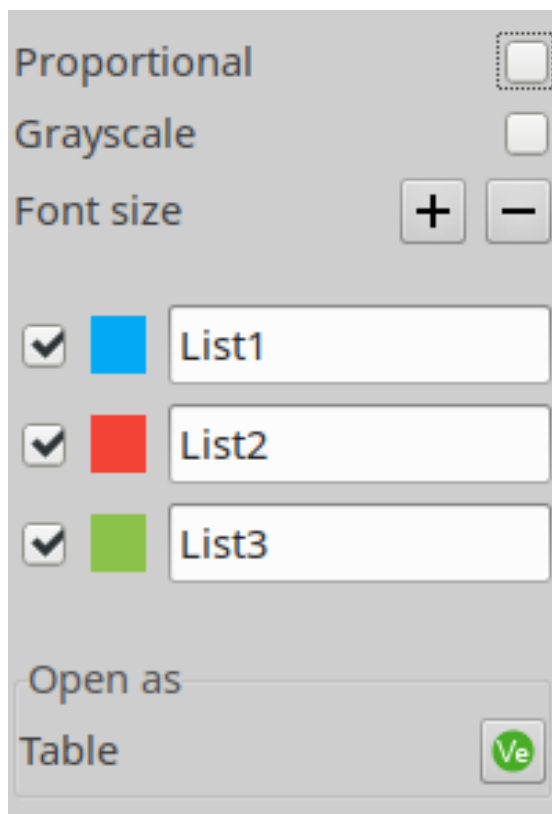 Proportional
Grayscale
Font size + −
List1
List2
List3
Open as
Table Ve